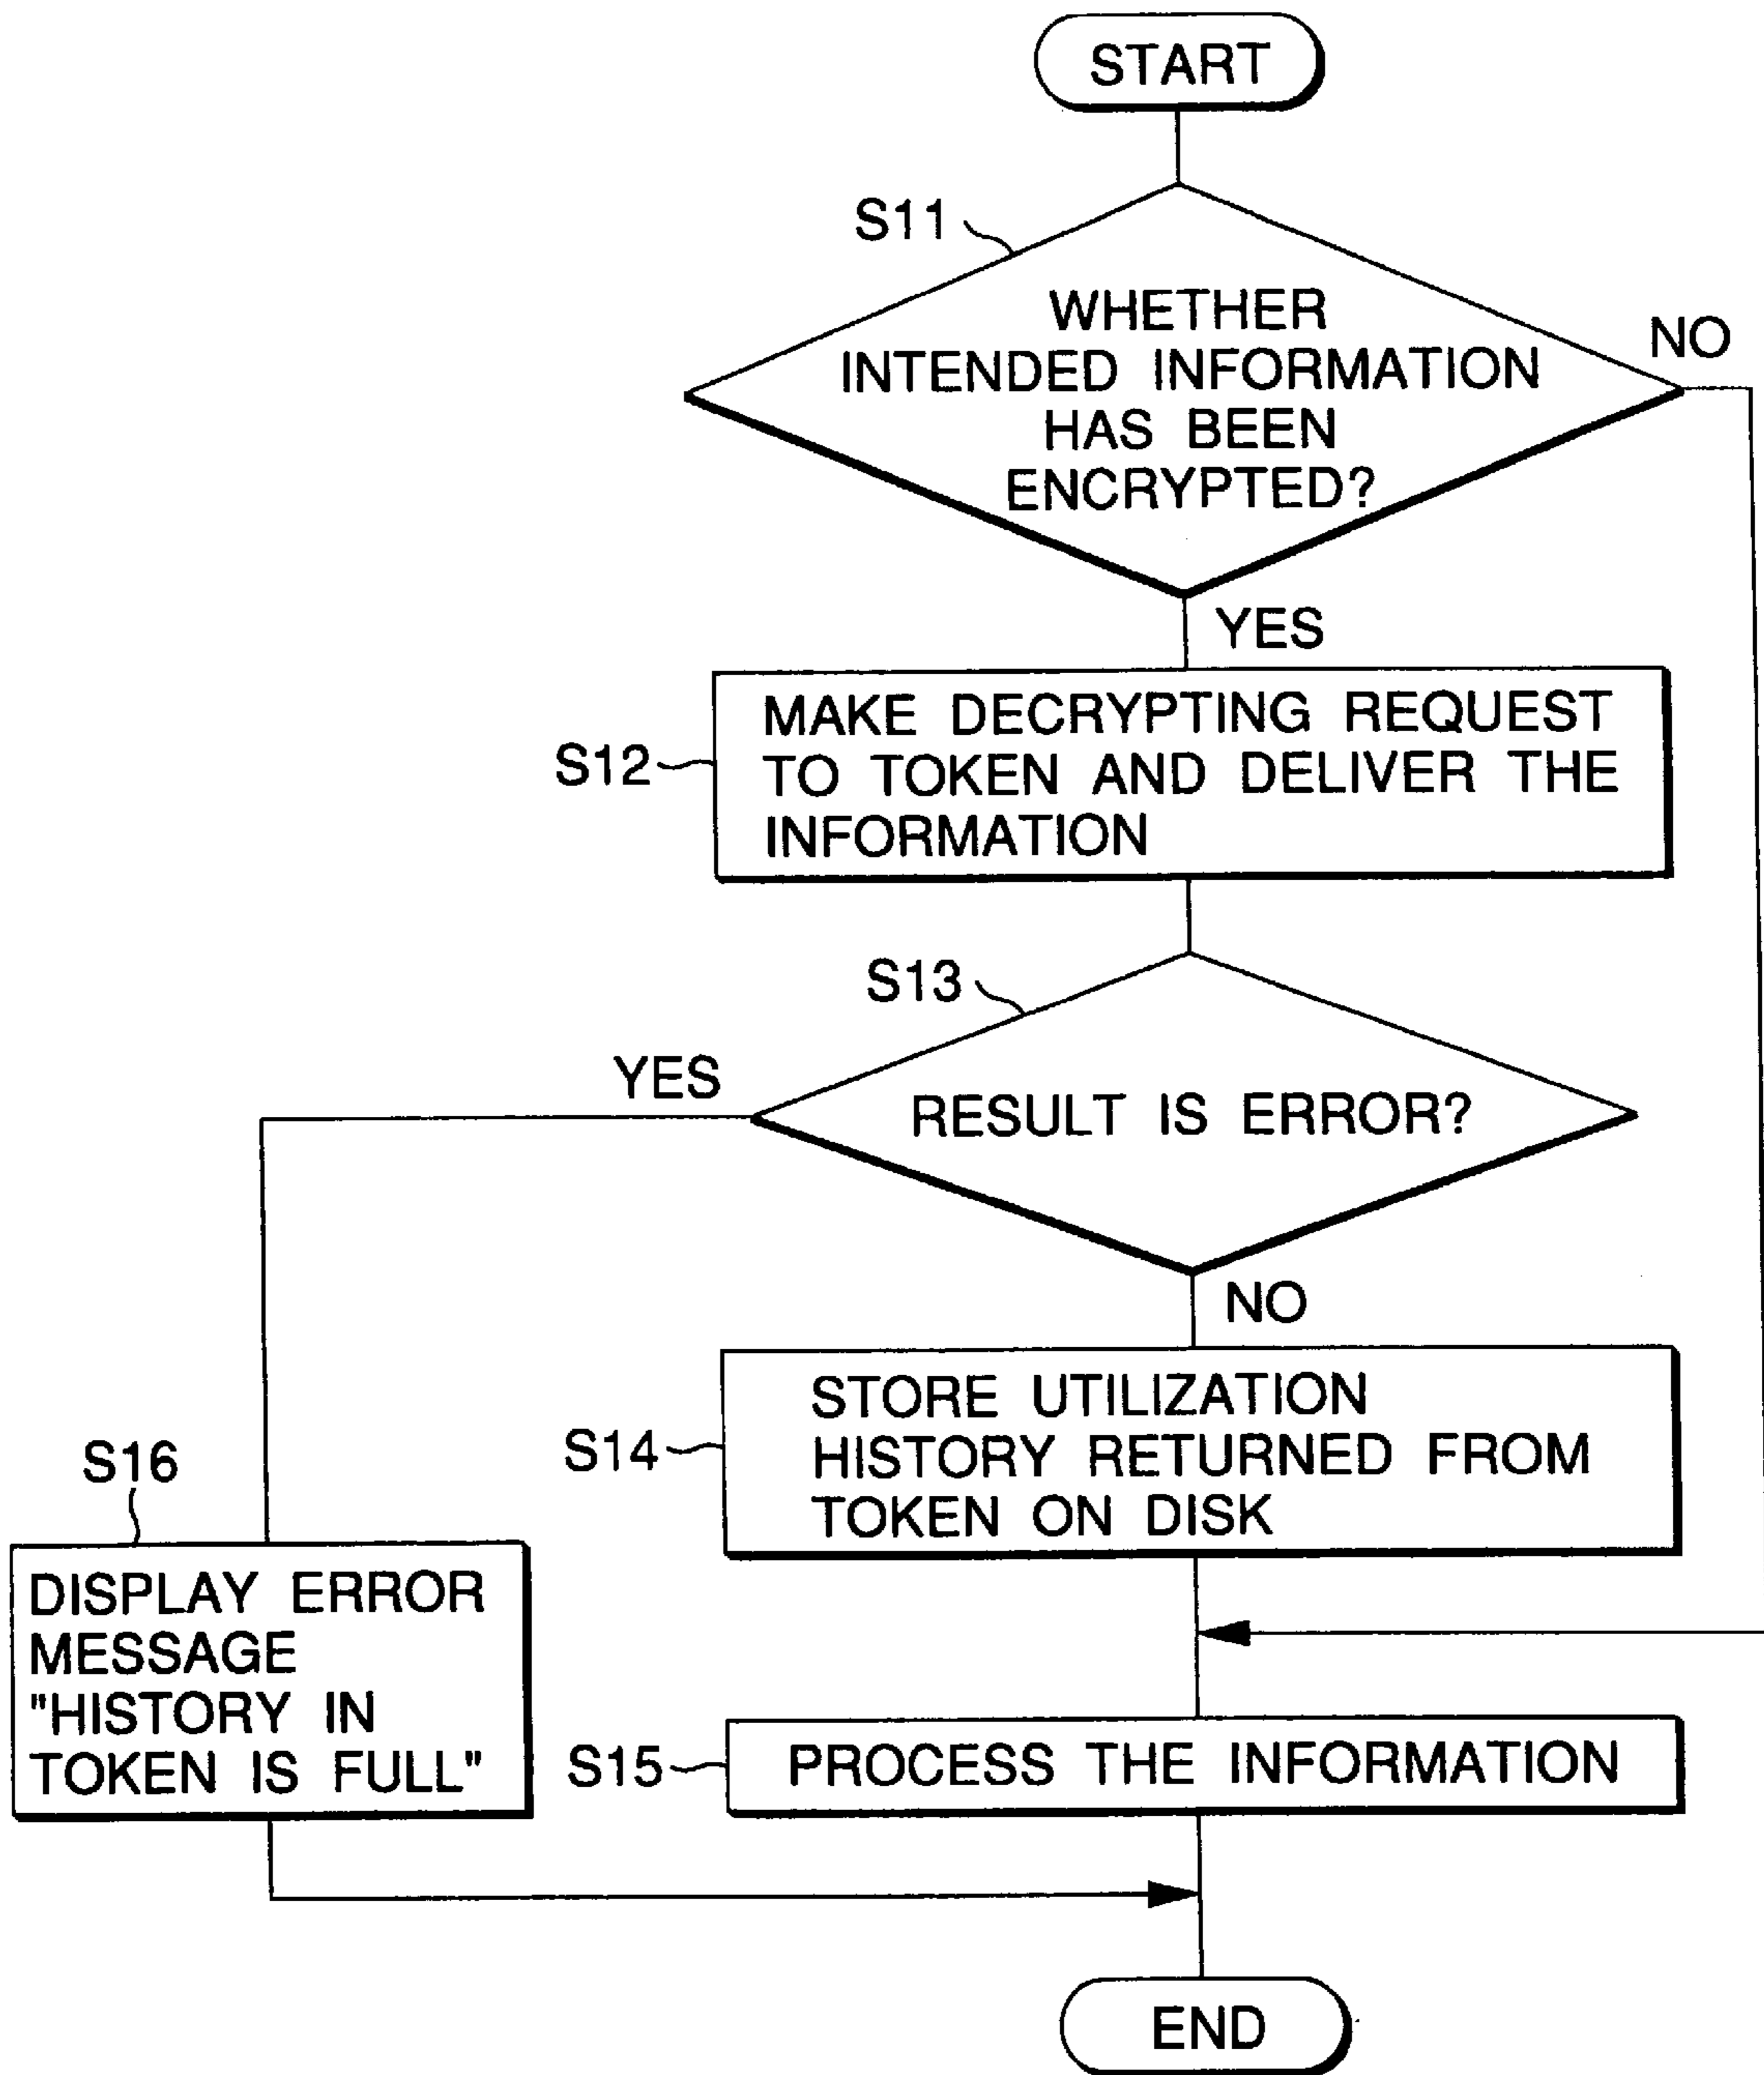 START
S11
WHETHER
INTENDED INFORMATION
HAS BEEN
ENCRYPTED?
NO
YES
S12
MAKE DECRYPTING REQUEST
TO TOKEN AND DELIVER THE
INFORMATION
S13
YES
RESULT IS ERROR?
NO
S14
STORE UTILIZATION
HISTORY RETURNED FROM
TOKEN ON DISK
S16
DISPLAY ERROR
MESSAGE
"HISTORY IN
TOKEN IS FULL"
S15
PROCESS THE INFORMATION
END